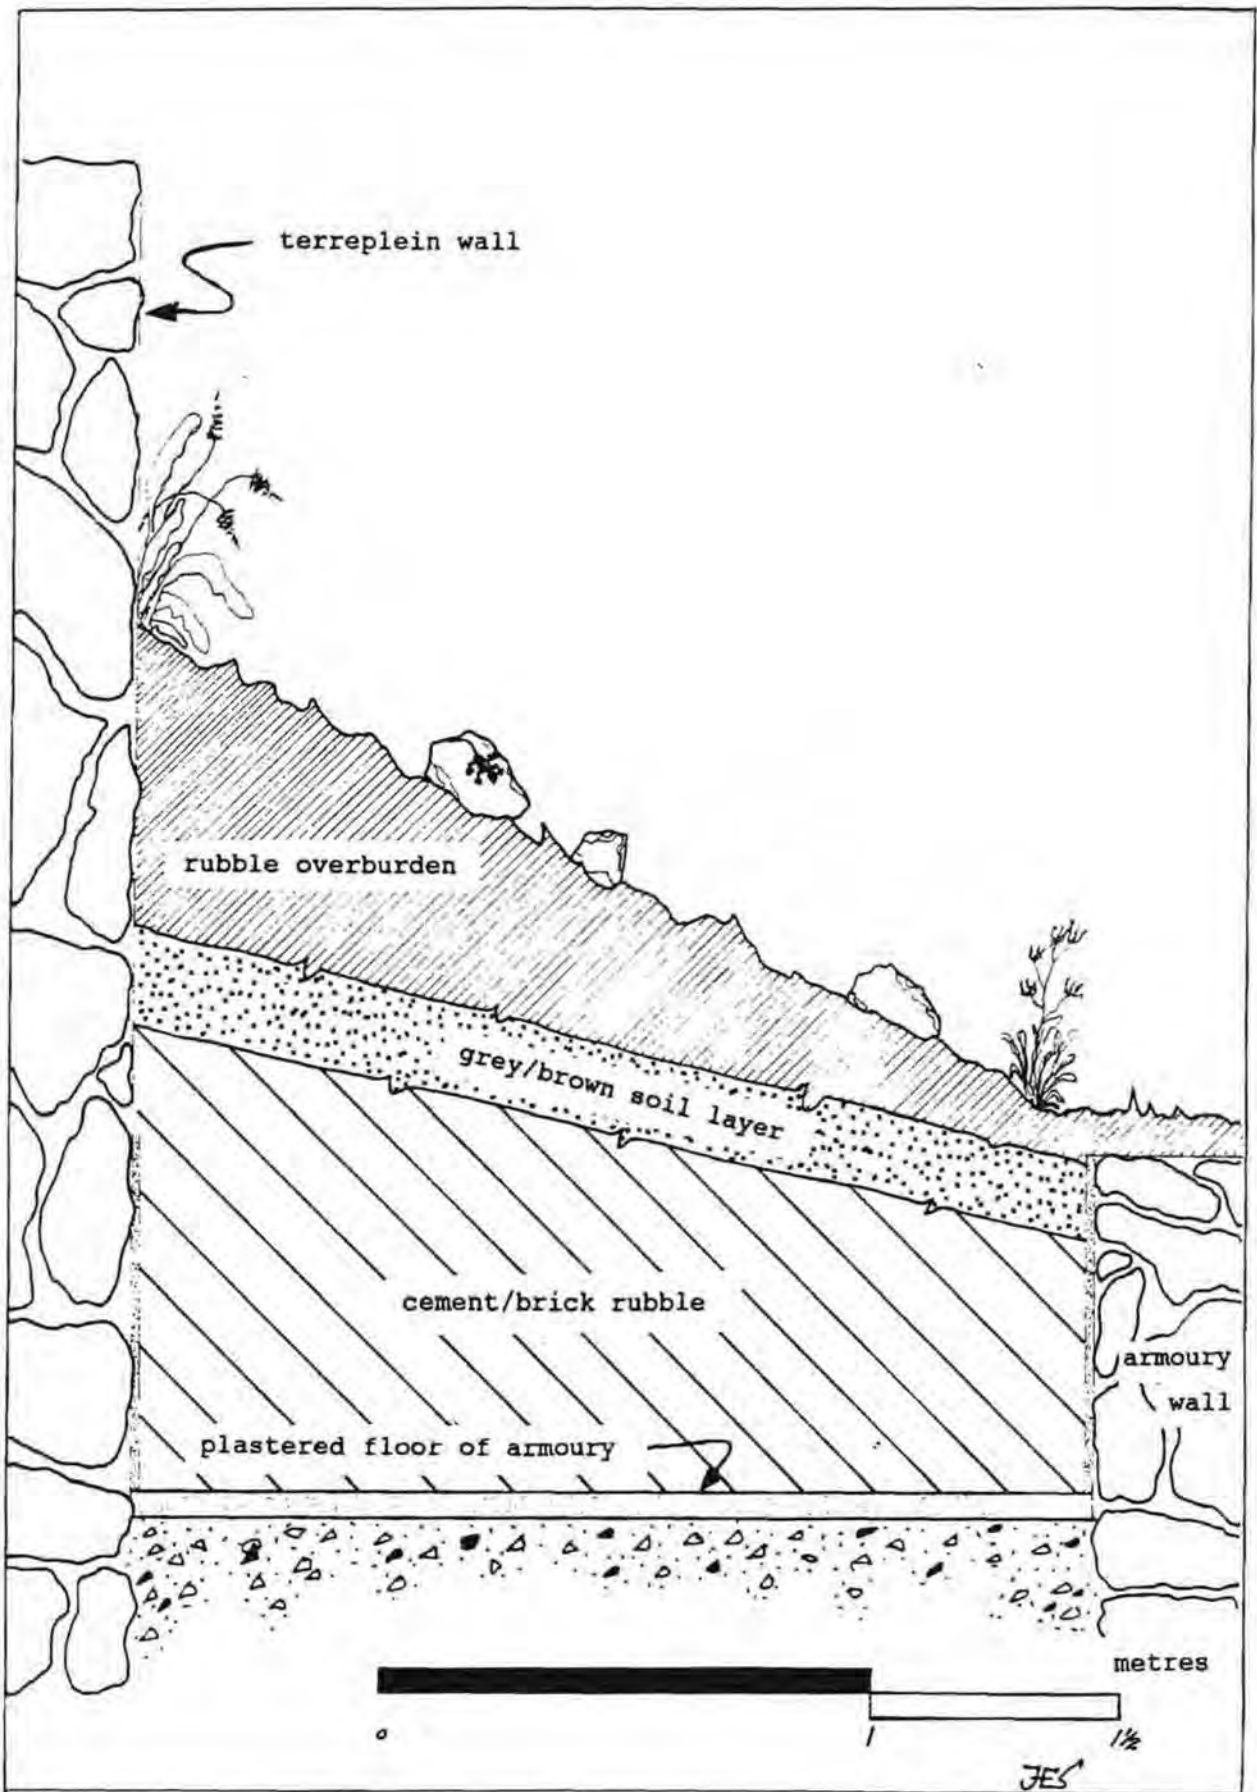 terreplein wall
rubble overburden
grey/brown soil layer
cement/brick rubble
armoury
wall
plastered floor of armoury
metres
0 1 1½
JES